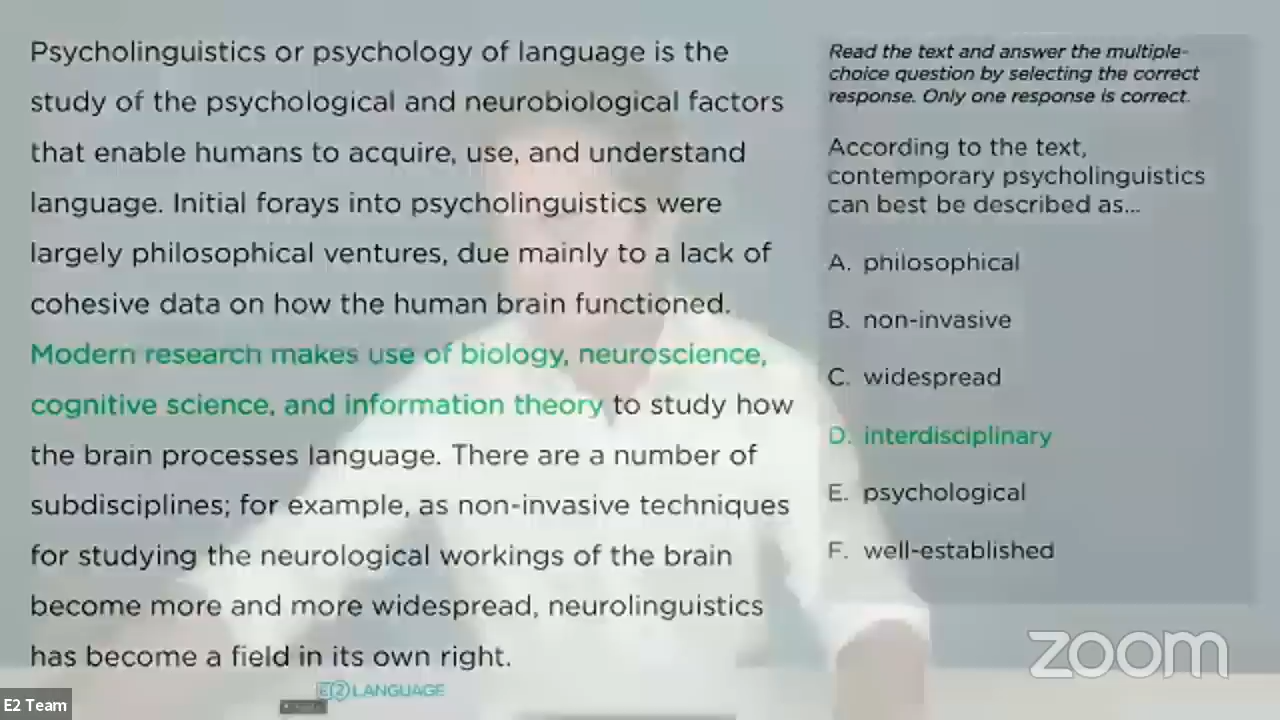 Psycholinguistics or psychology of language is the
study of the psychological and neurobiological factors
that enable humans to acquire, use, and understand
language. Initial forays into psycholinguistics were
largely philosophical ventures, due mainly to a lack of
cohesive data on how the human brain functioned.
Modern research makes use of biology, neuroscience,
cognitive science, and information theory to study how
the brain processes language. There are a number of
subdisciplines; for example, as non-invasive techniques
for studying the neurological workings of the brain
become more and more widespread, neurolinguistics
has become a field in its own right.
Read the text and answer the multiple-
choice question by selecting the correct
response. Only one response is correct.
According to the text,
contemporary psycholinguistics
can best be described as...
A. philosophical
B. non-invasive
C. widespread
D. interdisciplinary
E. psychological
F. well-established
zoom
E2 LANGUAGE
E2 Team